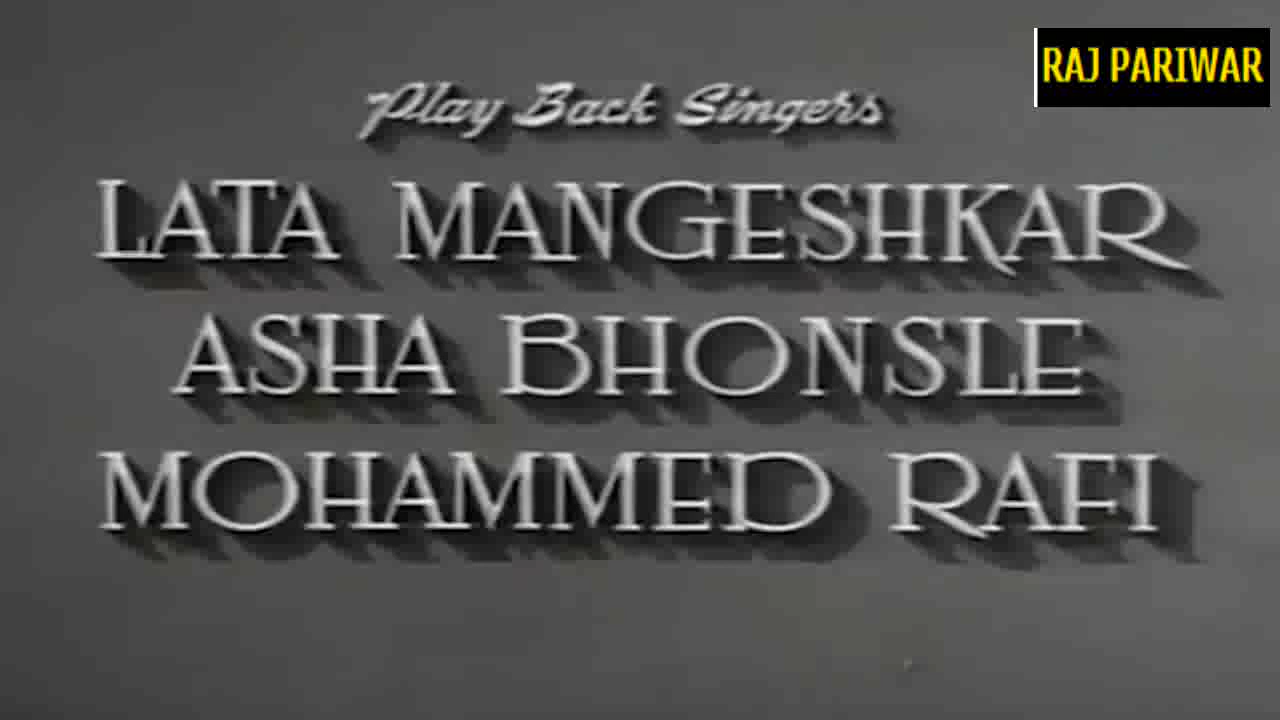 RAJ PARIWAR
Play Back Singers
LATA MANGESHKAR
ASHA BHONSLE
MOHAMMED RAFI